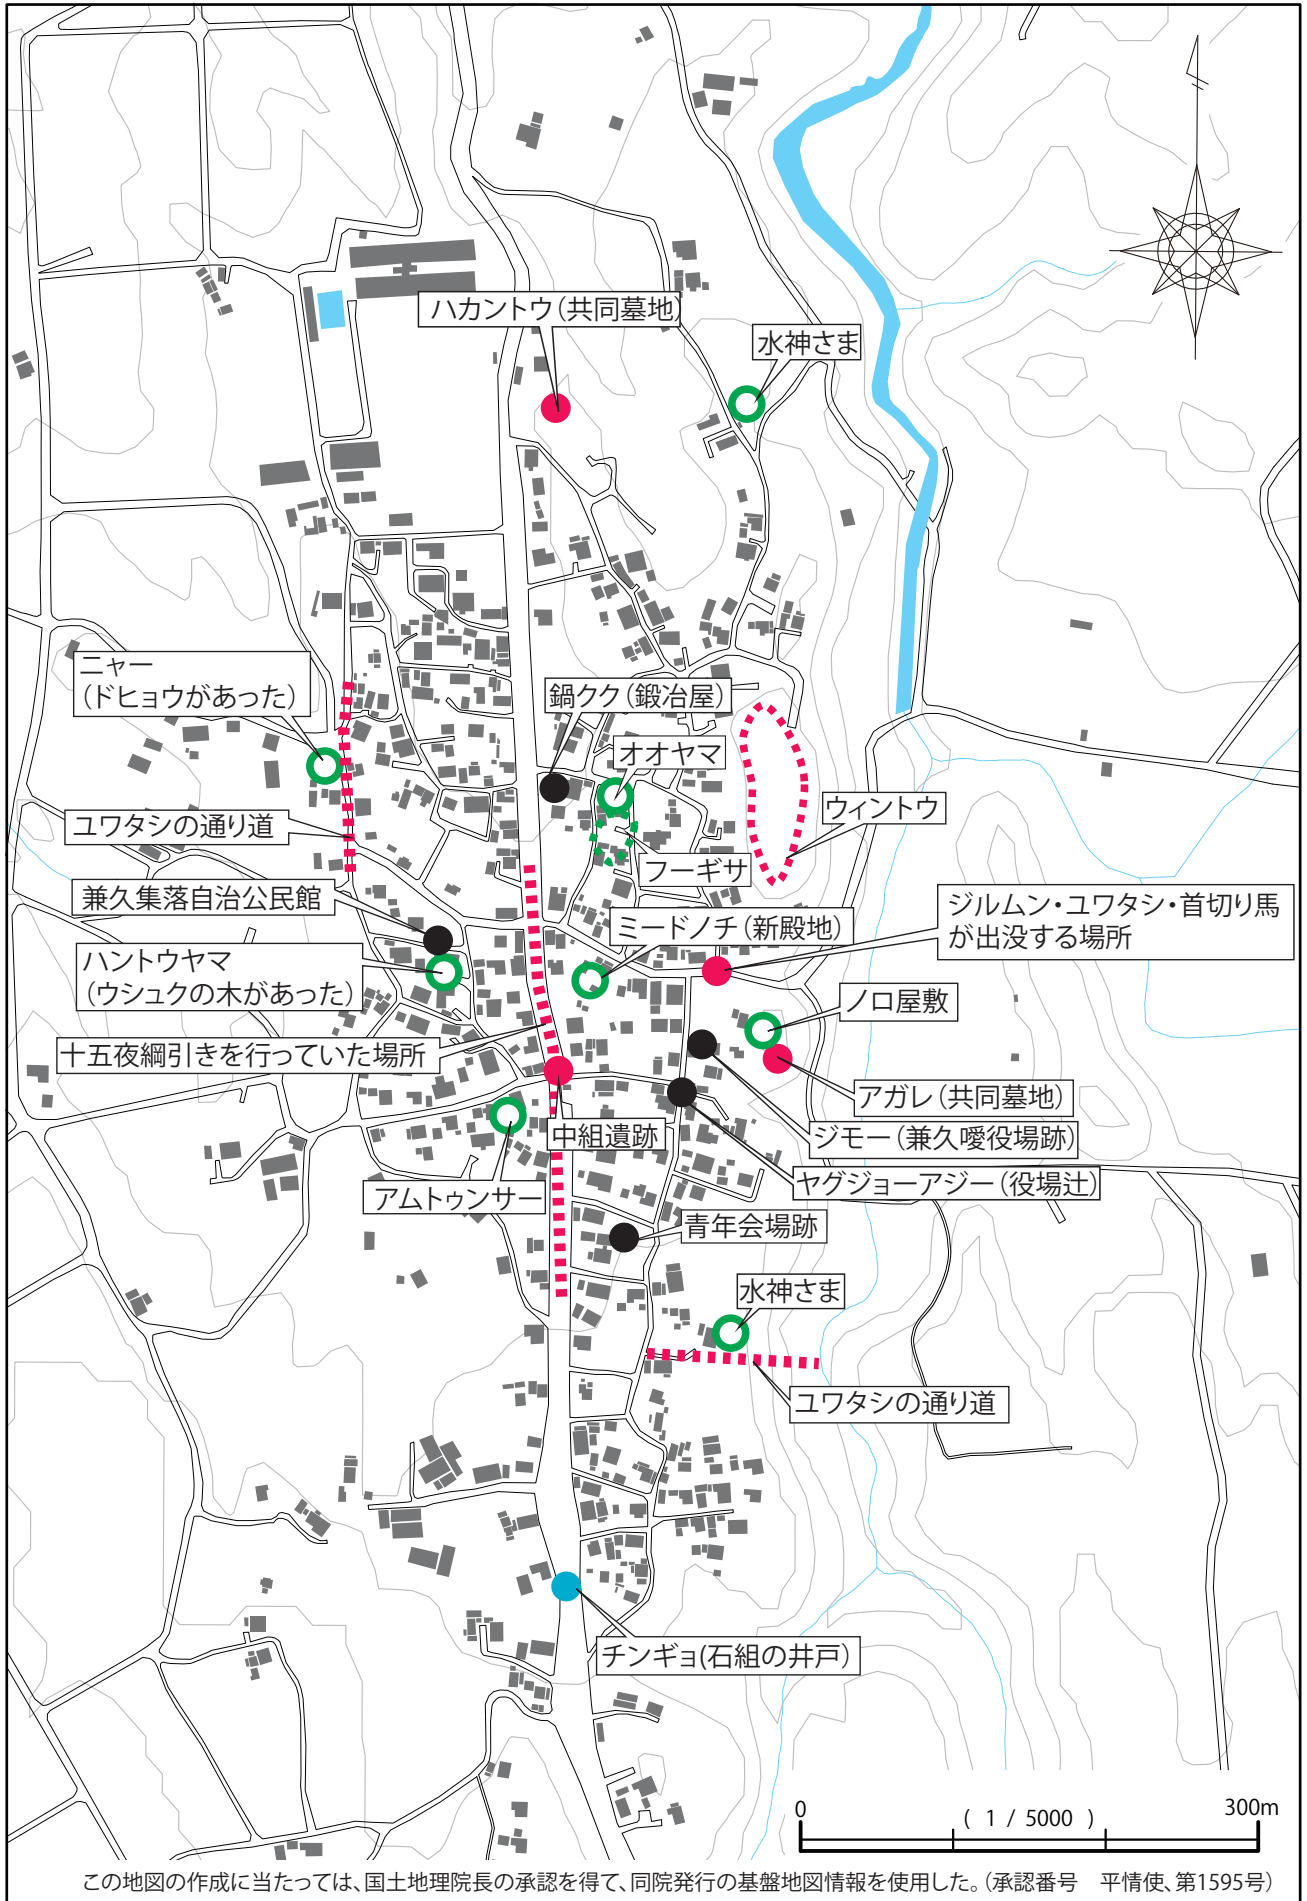 ハカントウ（共同墓地）
水神さま
ニャー
（ドヒョウがあった）
鍋クク（鍛冶屋）
オオヤマ
ユワタシの通り道
ウィントウ
フーギサ
兼久集落自治公民館
ミードノチ（新殿地）
ジルムン・ユワタシ・首切り馬
が出没する場所
ハントウヤマ
（ウシュクの木があった）
ノロ屋敷
十五夜綱引きを行っていた場所
アガレ（共同墓地）
中組遺跡
ジモー（兼久噯役場跡）
アムトゥンサー
ヤグジョーアジー（役場辻）
青年会場跡
水神さま
ユワタシの通り道
チンギョ(石組の井戸）
0
( 1 / 5000 )
300m
この地図の作成に当たっては、国土地理院長の承認を得て、同院発行の基盤地図情報を使用した。（承認番号　平情使、第1595号）